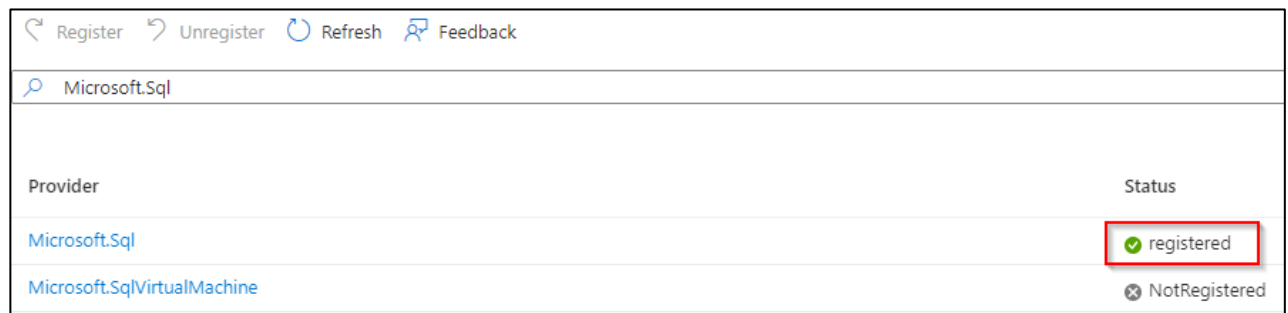 Register Unregister Refresh Feedback
Microsoft.Sql
Provider Status
Microsoft.Sql registered
Microsoft.SqlVirtualMachine NotRegistered